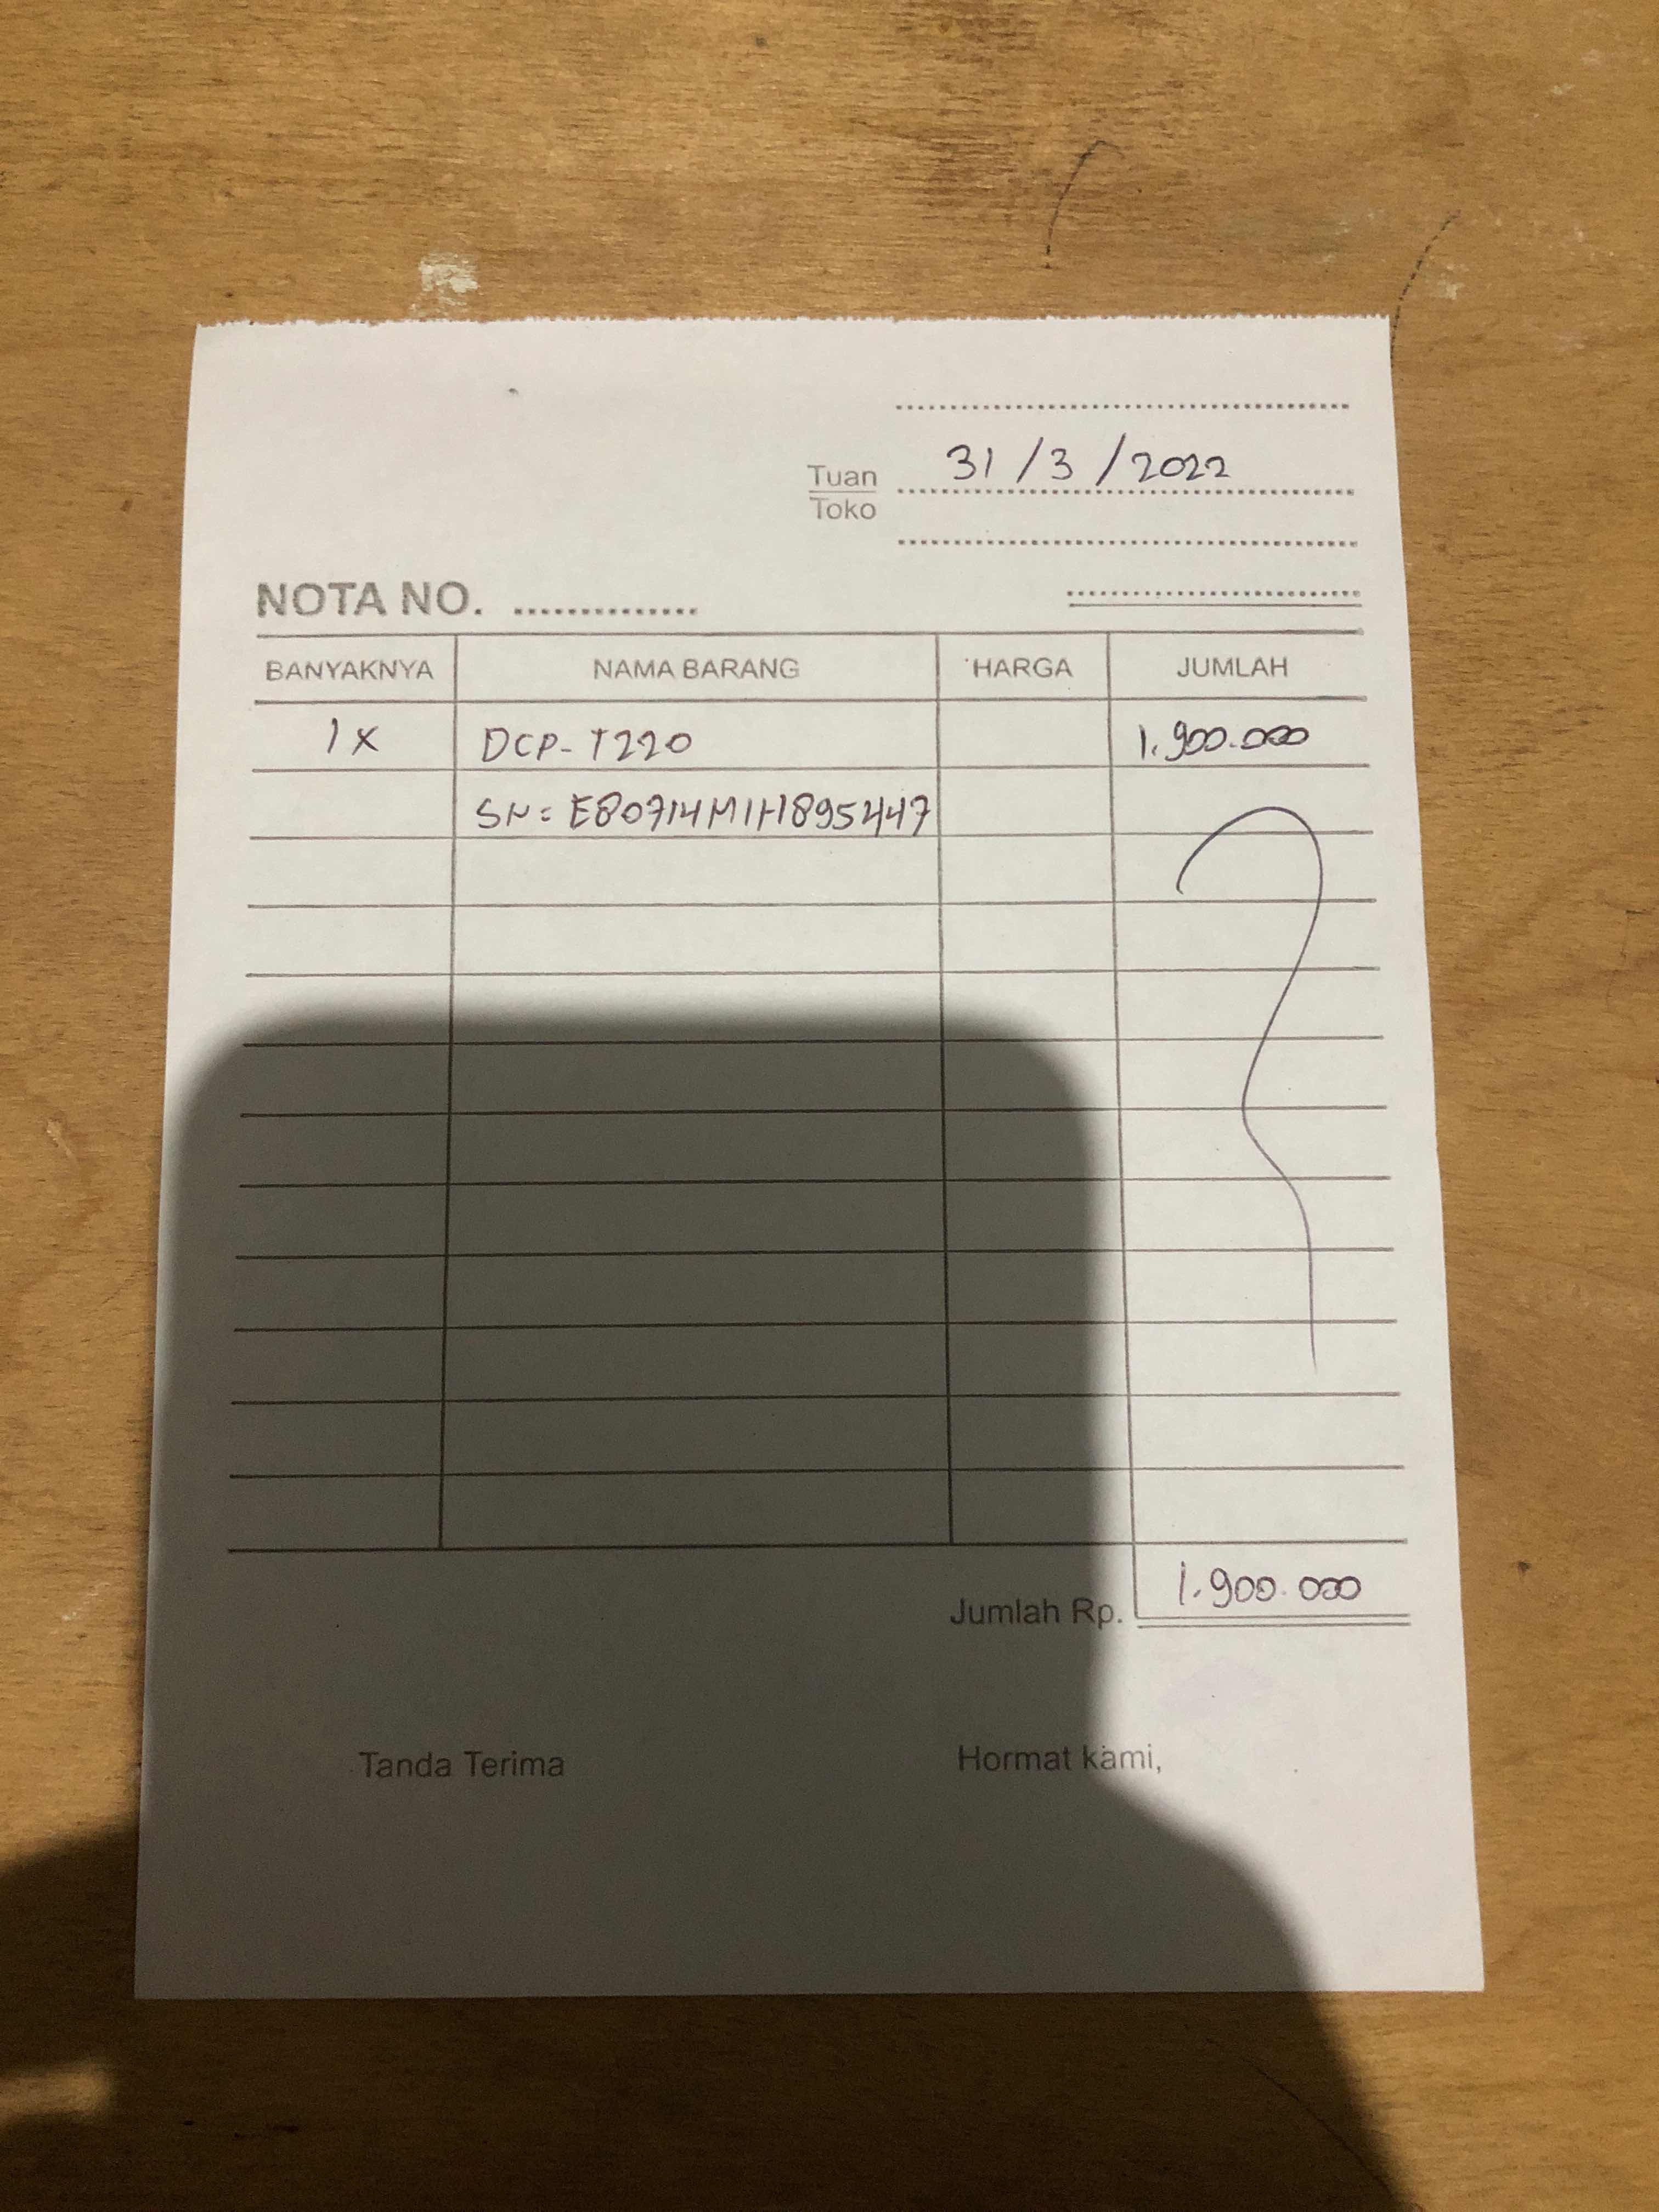 31/3/2022
Tuan
Toko
NOTA NO. ..............
BANYAKNYA NAMA BARANG HARGA JUMLAH
1x DCP-T220 1.900.000
SN: E80714M1H895447
Jumlah Rp. 1.900.000
Tanda Terima Hormat kami,